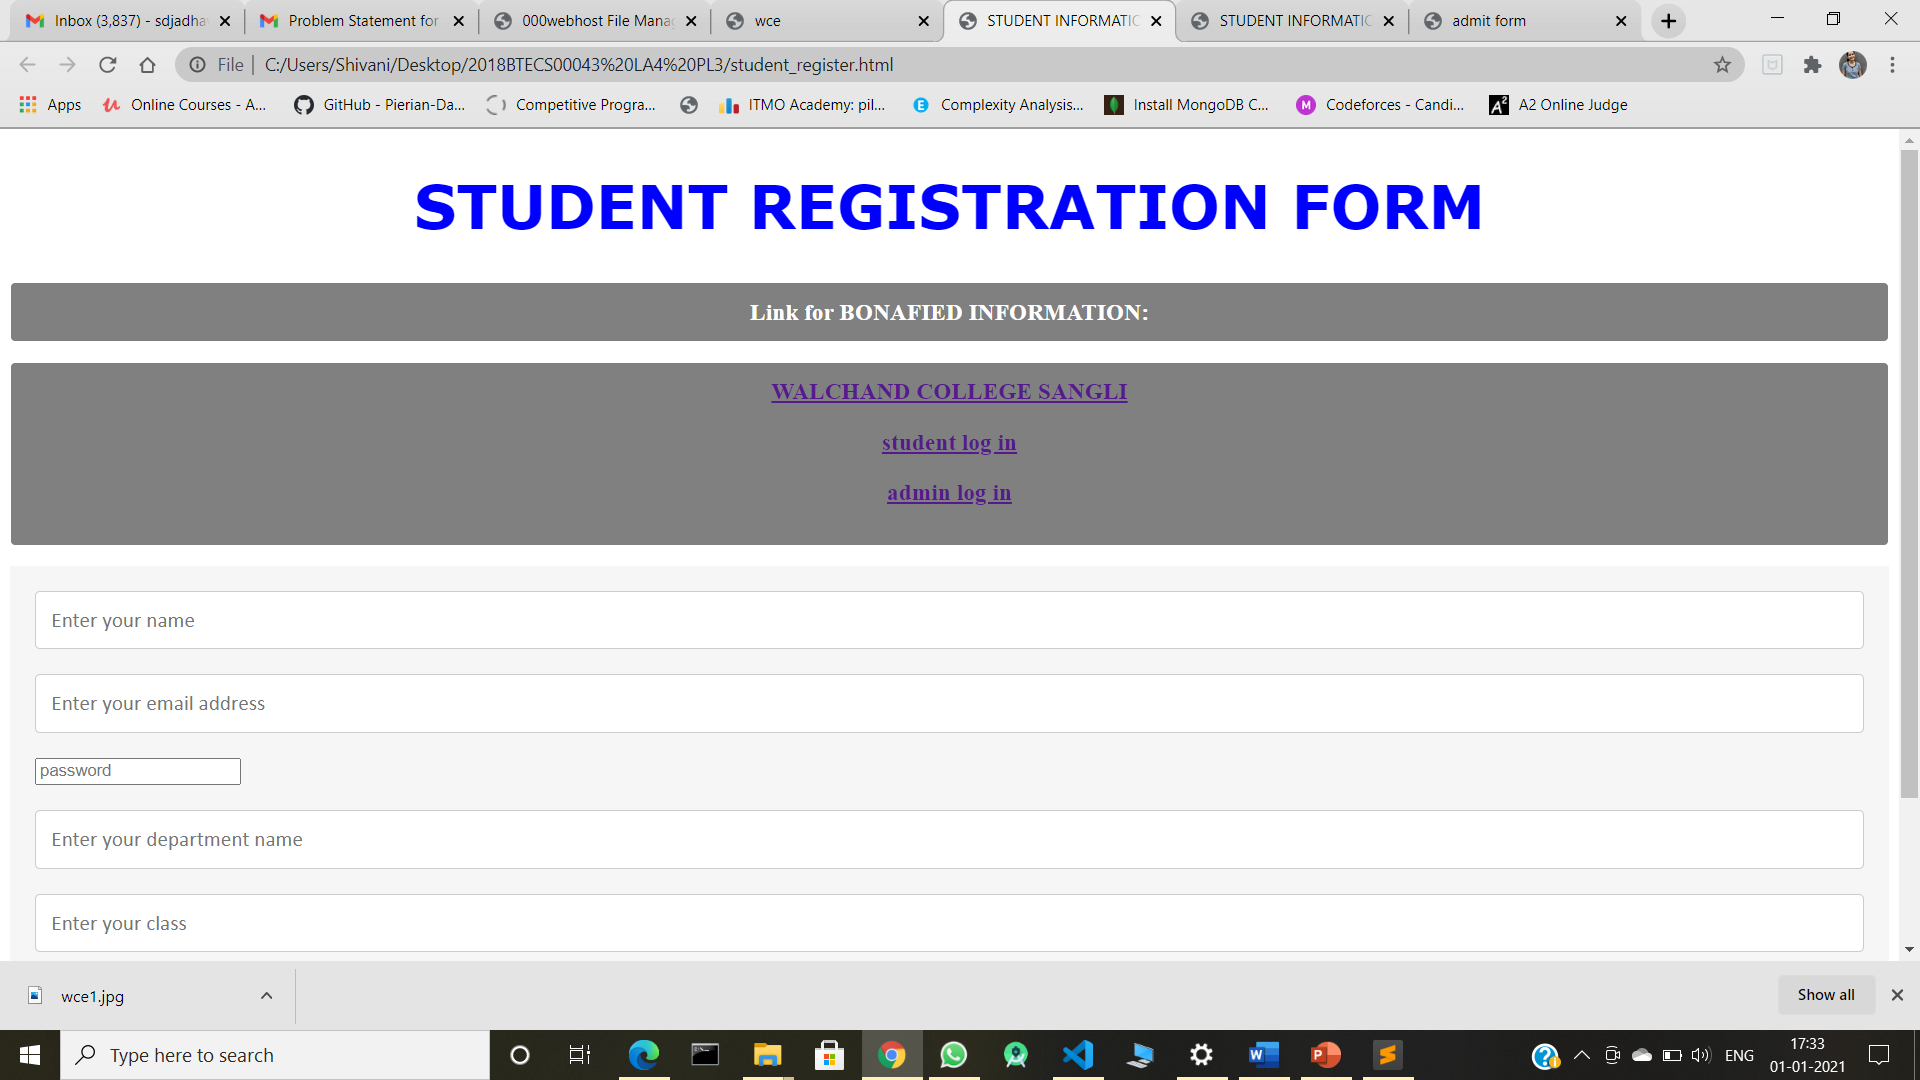 Inbox (3,837) - sdjadha
Problem Statement for
000webhost File Mana
wce
STUDENT INFORMATIC
STUDENT INFORMATIC
admit form
File | C:/Users/Shivani/Desktop/2018BTECS00043%20LA4%20PL3/student_register.html
Apps
Online Courses - A...
GitHub - Pierian-Da...
Competitive Progra...
ITMO Academy: pil...
Complexity Analysis...
Install MongoDB C...
Codeforces - Candi...
A2 Online Judge
STUDENT REGISTRATION FORM
Link for BONAFIED INFORMATION:
WALCHAND COLLEGE SANGLI
student log in
admin log in
Enter your name
Enter your email address
password
Enter your department name
Enter your class
wce1.jpg
Show all
Type here to search
ENG
17:33
01-01-2021